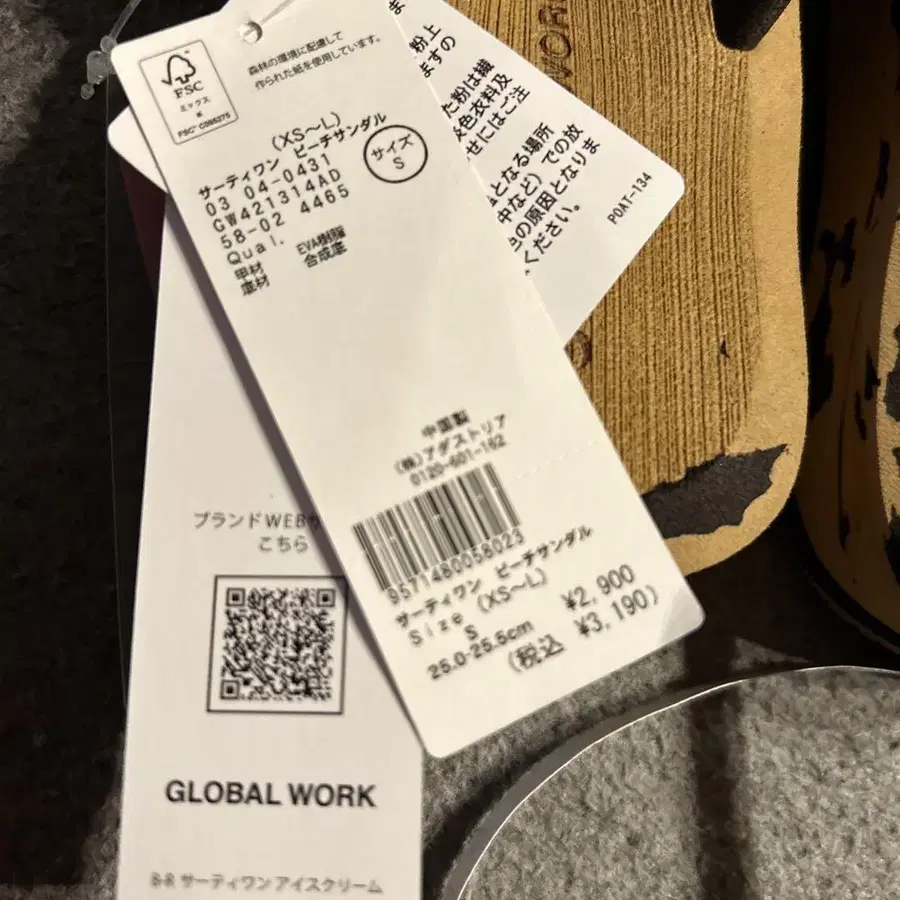 FSC
ミックス
紙
FSC® C095275
森林の環境に配慮して
作られた紙を使用しています。
(XS～L)
サーティワン ビーチサンダル
サイズ
S
03 04-0431
GW421314AD
58-02 4465
Qual.
甲材 EVA樹脂
底材 合成底
中国製
(株)アダストリア
0120-601-162
9571480058023
サーティワン ビーチサンダル
Size (XS～L)
S
25.0-25.5cm
¥2,900
(税込 ¥3,190)
粉上
ますの
た粉は繊
色衣料及
せにはご注
となる場所
中など)での放
の原因となりま
ください。
POAT-134
WOR
ブランドWEBサ
こちら
GLOBAL WORK
B-R サーティワン アイスクリーム